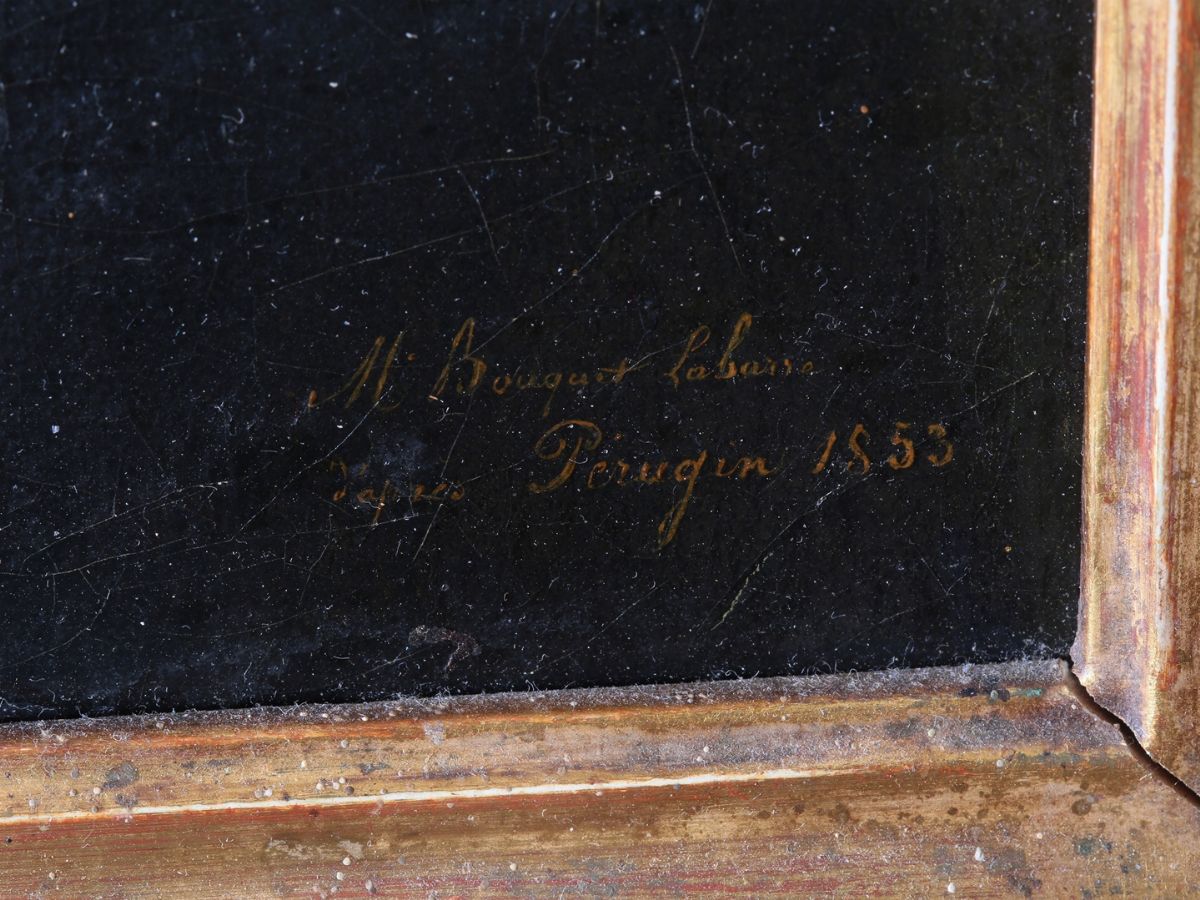 Mr Bouquet Labarre
d'après Pérugin 1853